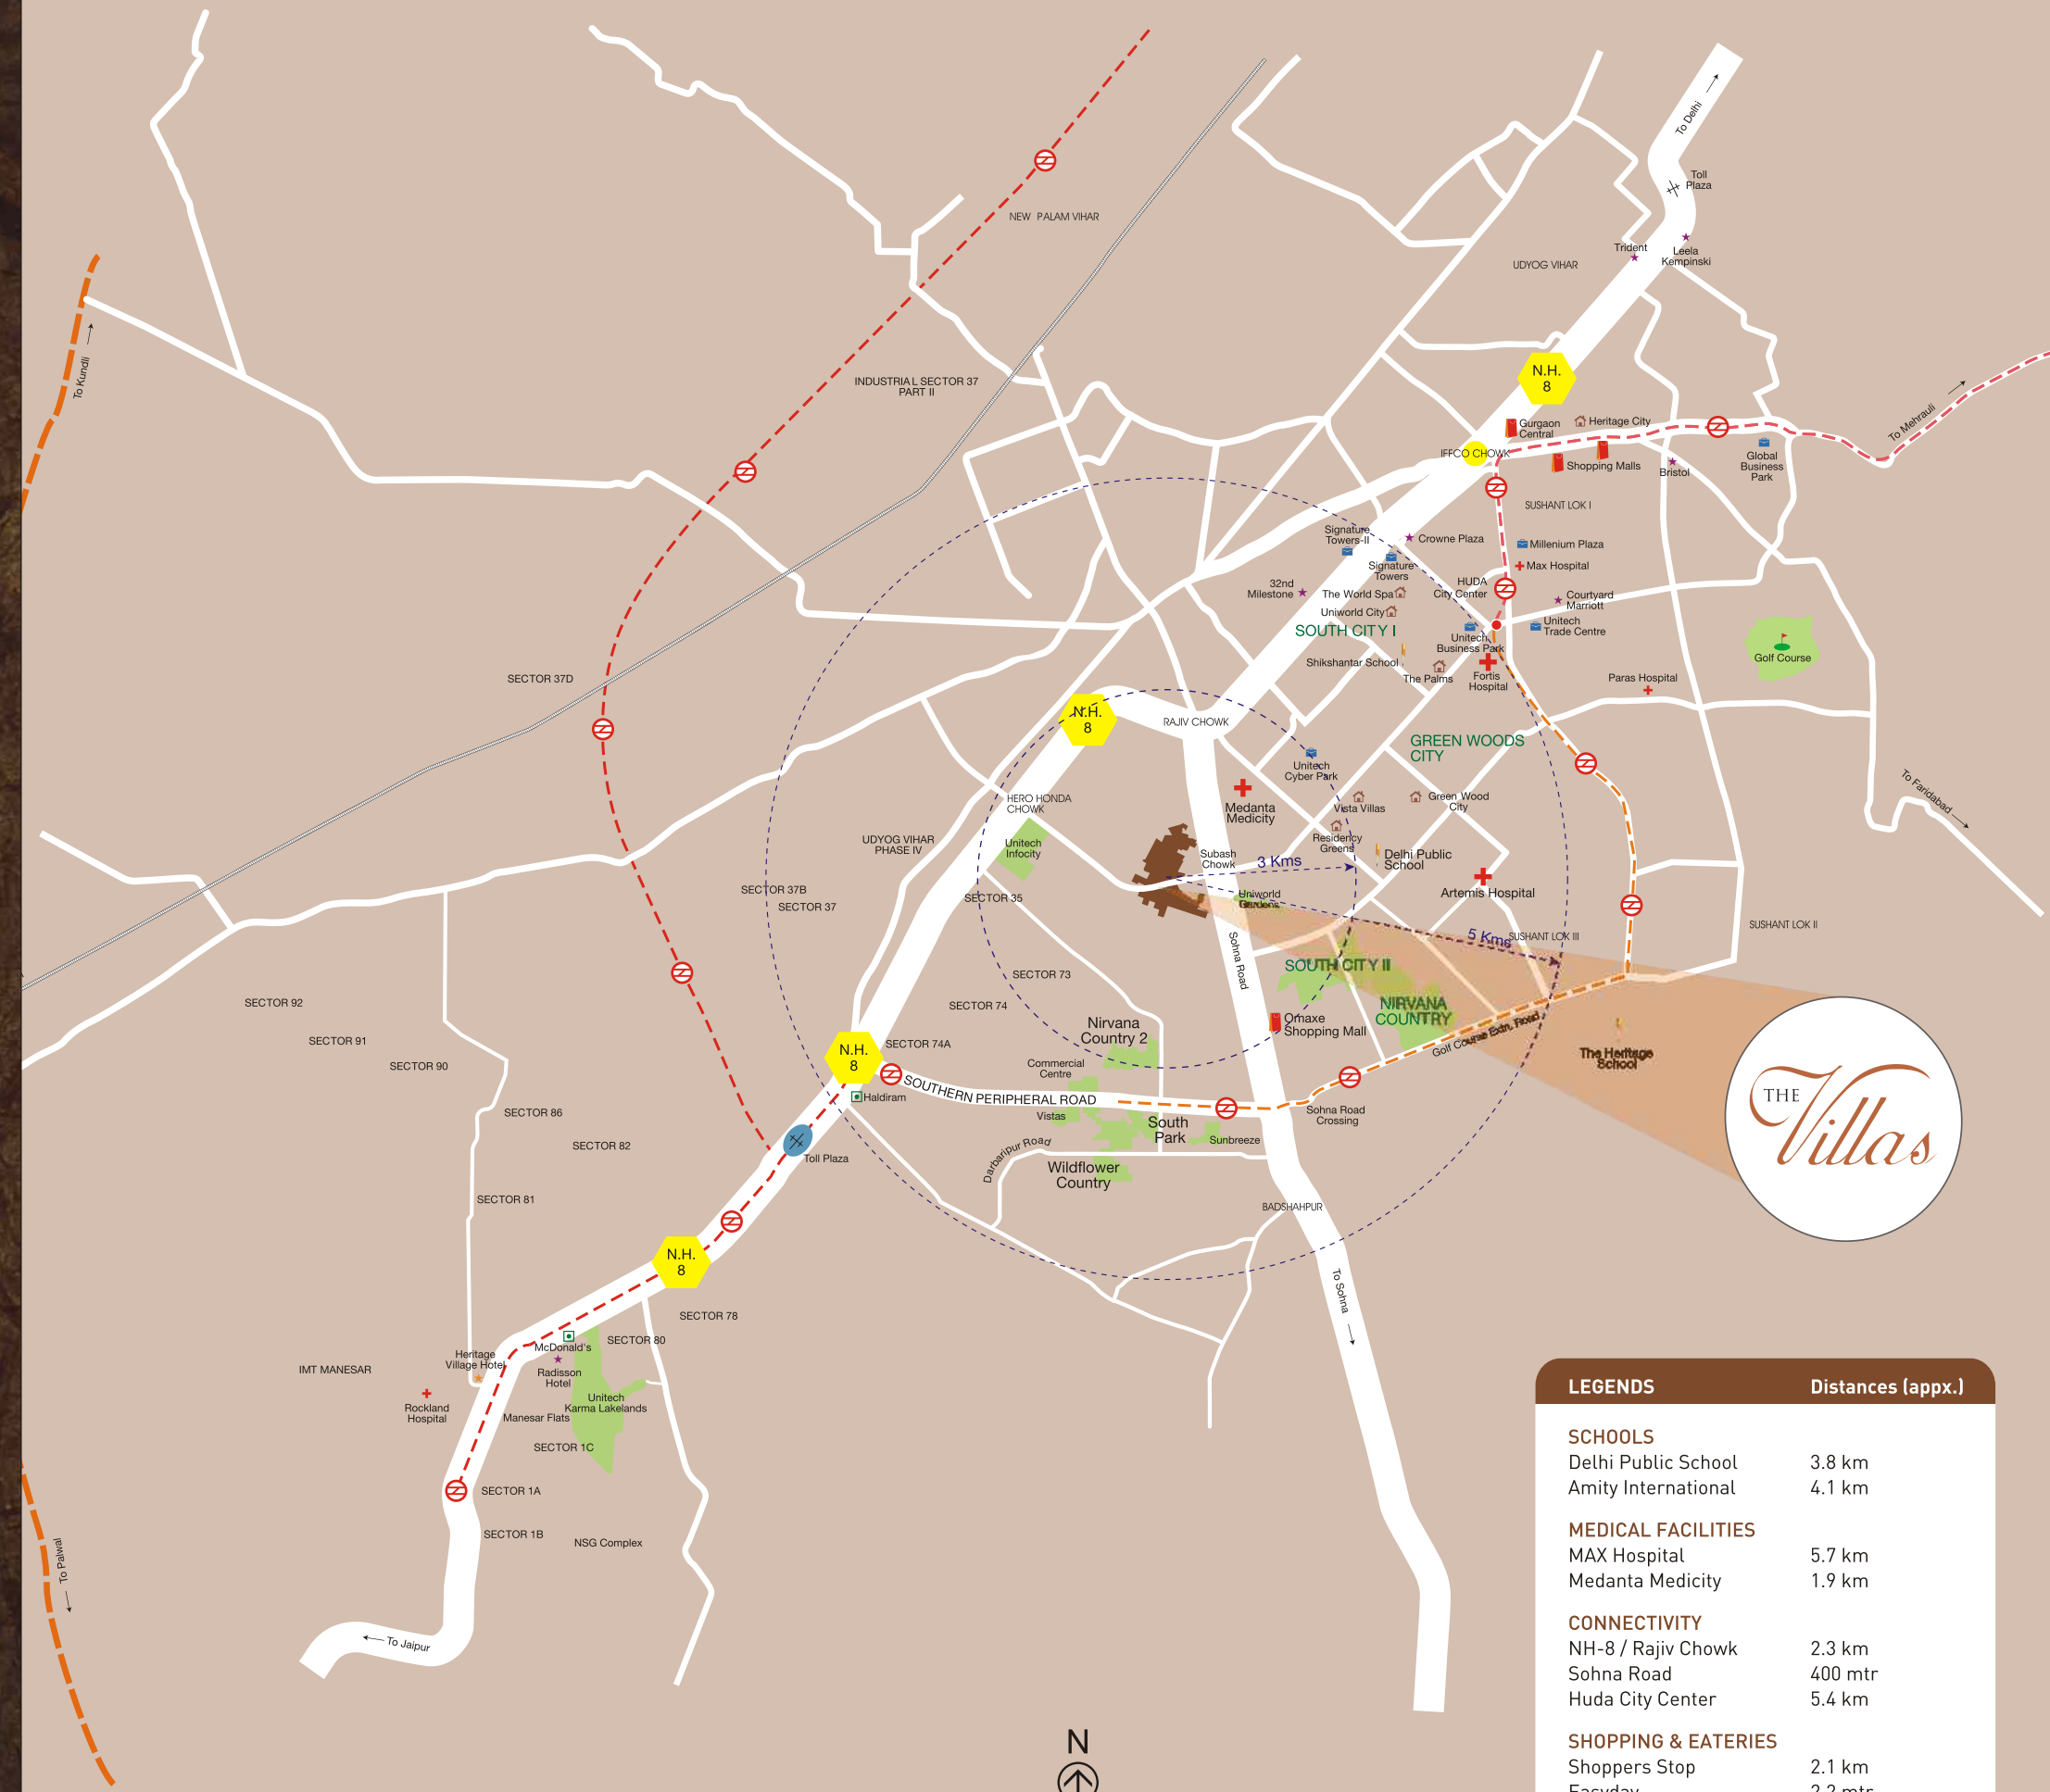 To Delhi
Toll
Plaza
NEW PALAM VIHAR
Trident
Leela
Kempinski
UDYOG VIHAR
To Kundli
INDUSTRIAL SECTOR 37
PART II
N.H.
8
To Mehrauli
Gurgaon
Central
Heritage City
IFFCO CHOWK
Shopping Malls
Bristol
Global
Business
Park
SUSHANT LOK I
Signature
Towers-II
Crowne Plaza
Millenium Plaza
Signature
Towers
Max Hospital
32nd
Milestone
The World Spa
HUDA
City Center
Courtyard
Marriott
Uniworld City
SOUTH CITY I
Unitech
Business Park
Unitech
Trade Centre
Shikshantar School
The Palms
Fortis
Hospital
Golf Course
Paras Hospital
SECTOR 37D
N.H.
8
RAJIV CHOWK
GREEN WOODS
CITY
Unitech
Cyber Park
To Faridabad
HERO HONDA
CHOWK
Medanta
Medicity
Vista Villas
Green Wood
City
UDYOG VIHAR
PHASE IV
Unitech
Infocity
Residency
Greens
Subash
Chowk
3 Kms
Delhi Public
School
SECTOR 37B
SECTOR 37
SECTOR 35
Uniworld
Gardens
Artemis Hospital
5 Kms
SUSHANT LOK III
SUSHANT LOK II
Sohna Road
SOUTH CITY II
SECTOR 73
SECTOR 92
SECTOR 74
NIRVANA
COUNTRY
Omaxe
Shopping Mall
Nirvana
Country 2
SECTOR 91
SECTOR 74A
Golf Course Extn. Road
N.H.
8
The Heritage
School
SECTOR 90
Commercial
Centre
SOUTHERN PERIPHERAL ROAD
Haldiram
THE
Villas
SECTOR 86
Vistas
South
Park
Sohna Road
Crossing
SECTOR 82
Sunbreeze
Toll Plaza
Darbaripur Road
Wildflower
Country
SECTOR 81
BADSHAHPUR
N.H.
8
To Sohna
SECTOR 78
SECTOR 80
McDonald's
Heritage
Village Hotel
IMT MANESAR
Radisson
Hotel
Rockland
Hospital
Unitech
Karma Lakelands
Manesar Flats
SECTOR 1C
SECTOR 1A
SECTOR 1B
NSG Complex
To Palwal
To Jaipur
N
LEGENDS Distances (appx.)
SCHOOLS
Delhi Public School 3.8 km
Amity International 4.1 km
MEDICAL FACILITIES
MAX Hospital 5.7 km
Medanta Medicity 1.9 km
CONNECTIVITY
NH-8 / Rajiv Chowk 2.3 km
Sohna Road 400 mtr
Huda City Center 5.4 km
SHOPPING & EATERIES
Shoppers Stop 2.1 km
Easyday 2.2 mtr